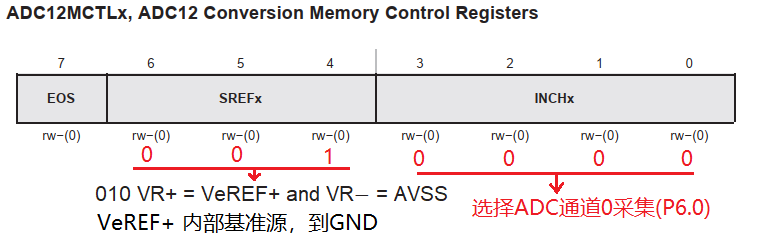 ADC12MCTLx, ADC12 Conversion Memory Control Registers
7 6 5 4 3 2 1 0
EOS SREFx INCHx
rw−(0) rw−(0) rw−(0) rw−(0) rw−(0) rw−(0) rw−(0) rw−(0)
0 0 1 0 0 0 0
010 VR+ = VeREF+ and VR− = AVSS
VeREF+ 内部基准源，到GND
选择ADC通道0采集(P6.0)